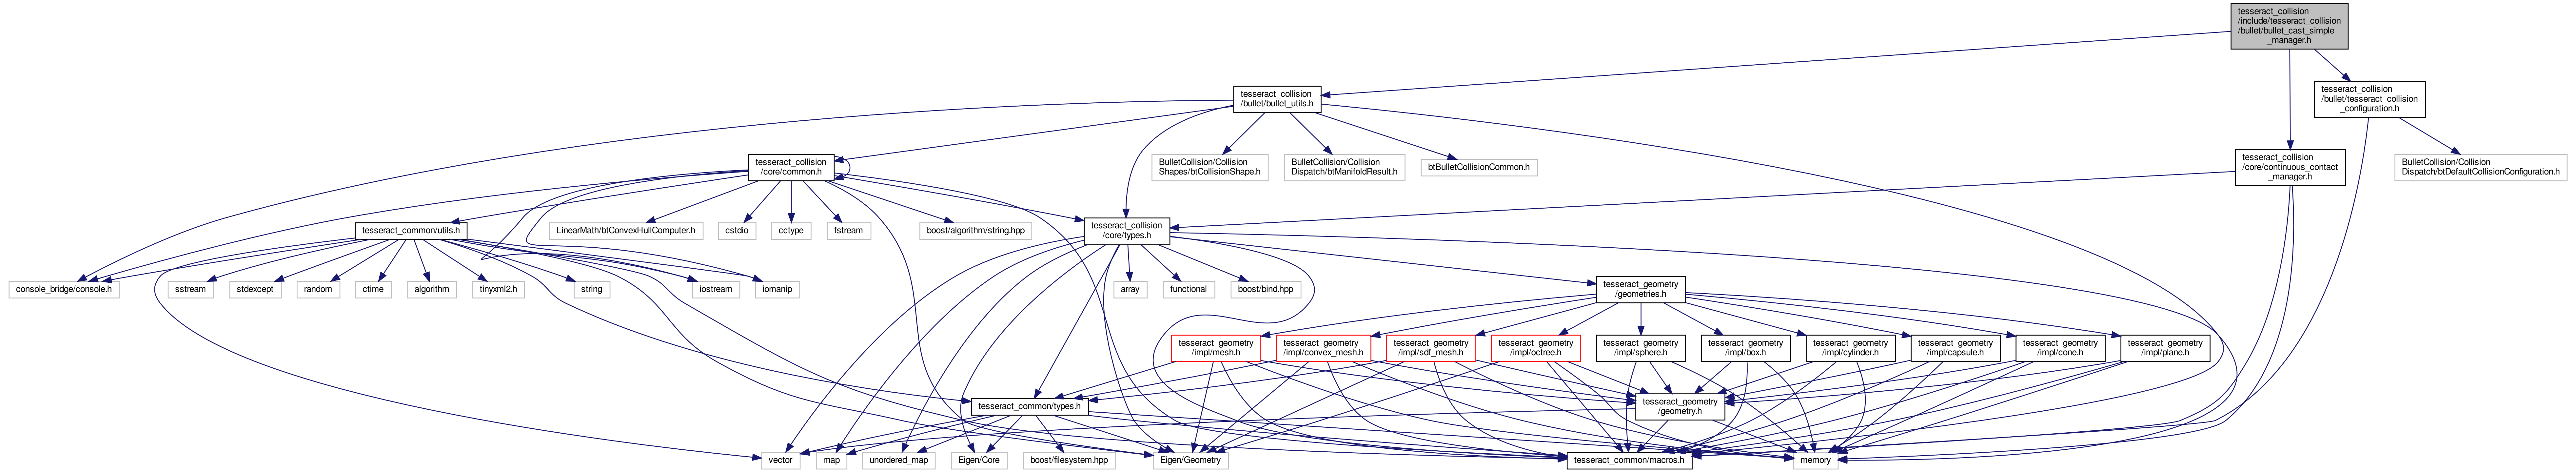 tesseract_collision
/include/tesseract_collision
/bullet/bullet_cast_simple
_manager.h
tesseract_collision
/bullet/bullet_utils.h
tesseract_collision
/bullet/tesseract_collision
_configuration.h
tesseract_collision
/core/common.h
BulletCollision/Collision
Shapes/btCollisionShape.h
BulletCollision/Collision
Dispatch/btManifoldResult.h
btBulletCollisionCommon.h
tesseract_collision
/core/continuous_contact
_manager.h
BulletCollision/Collision
Dispatch/btDefaultCollisionConfiguration.h
tesseract_common/utils.h
LinearMath/btConvexHullComputer.h
cstdio
cctype
fstream
boost/algorithm/string.hpp
tesseract_collision
/core/types.h
console_bridge/console.h
sstream
stdexcept
random
ctime
algorithm
tinyxml2.h
string
iostream
iomanip
array
functional
boost/bind.hpp
tesseract_geometry
/geometries.h
tesseract_geometry
/impl/mesh.h
tesseract_geometry
/impl/convex_mesh.h
tesseract_geometry
/impl/sdf_mesh.h
tesseract_geometry
/impl/octree.h
tesseract_geometry
/impl/sphere.h
tesseract_geometry
/impl/box.h
tesseract_geometry
/impl/cylinder.h
tesseract_geometry
/impl/capsule.h
tesseract_geometry
/impl/cone.h
tesseract_geometry
/impl/plane.h
tesseract_common/types.h
tesseract_geometry
/geometry.h
vector
map
unordered_map
Eigen/Core
boost/filesystem.hpp
Eigen/Geometry
tesseract_common/macros.h
memory